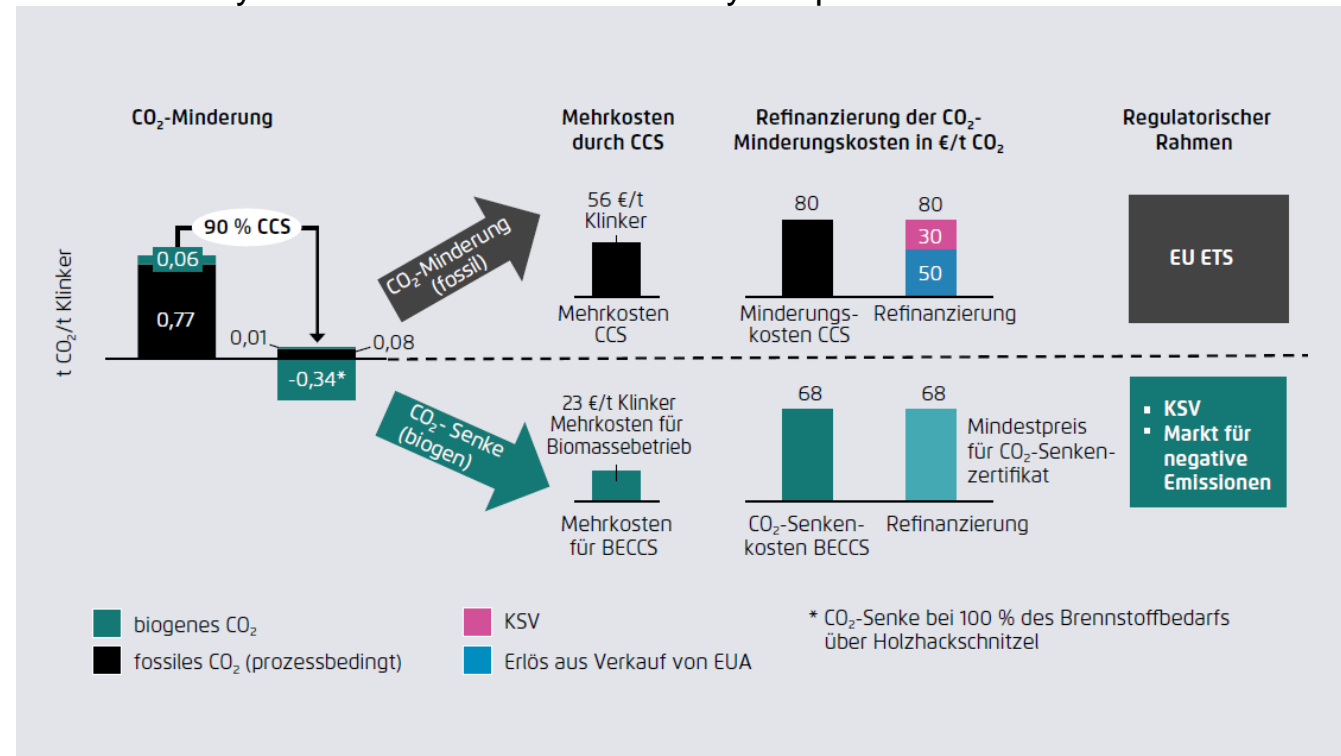 CO₂-Minderung
Mehrkosten
durch CCS
Refinanzierung der CO₂-
Minderungskosten in €/t CO₂
Regulatorischer
Rahmen
t CO₂/t Klinker
90 % CCS
0,06
0,77
0,01
0,08
-0,34*
CO₂-Minderung
(fossil)
56 €/t
Klinker
Mehrkosten
CCS
80
80
30
50
Minderungs-
kosten CCS
Refinanzierung
EU ETS
CO₂- Senke
(biogen)
23 €/t Klinker
Mehrkosten für
Biomassebetrieb
Mehrkosten
für BECCS
68
68
Mindestpreis
für CO₂-Senken-
zertifikat
CO₂-Senken-
kosten BECCS
Refinanzierung
▪ KSV
▪ Markt für
negative
Emissionen
biogenes CO₂
fossiles CO₂ (prozessbedingt)
KSV
Erlös aus Verkauf von EUA
* CO₂-Senke bei 100 % des Brennstoffbedarfs
über Holzhackschnitzel